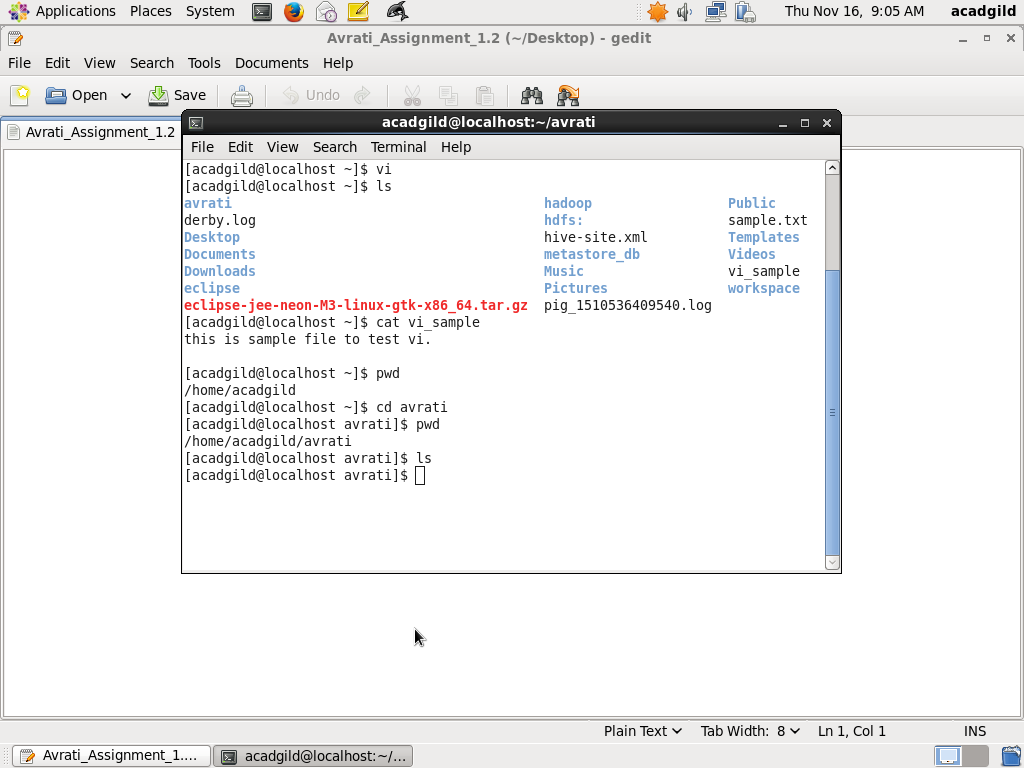 Applications Places System Thu Nov 16, 9:05 AM acadgild
Avrati_Assignment_1.2 (~/Desktop) - gedit
File Edit View Search Tools Documents Help
Open Save Undo
Avrati_Assignment_1.2
acadgild@localhost:~/avrati
File Edit View Search Terminal Help
[acadgild@localhost ~]$ vi
[acadgild@localhost ~]$ ls
avrati hadoop Public
derby.log hdfs: sample.txt
Desktop hive-site.xml Templates
Documents metastore_db Videos
Downloads Music vi_sample
eclipse Pictures workspace
eclipse-jee-neon-M3-linux-gtk-x86_64.tar.gz pig_1510536409540.log
[acadgild@localhost ~]$ cat vi_sample
this is sample file to test vi.
[acadgild@localhost ~]$ pwd
/home/acadgild
[acadgild@localhost ~]$ cd avrati
[acadgild@localhost avrati]$ pwd
/home/acadgild/avrati
[acadgild@localhost avrati]$ ls
[acadgild@localhost avrati]$
Plain Text Tab Width: 8 Ln 1, Col 1 INS
Avrati_Assignment_1.... acadgild@localhost:~/...